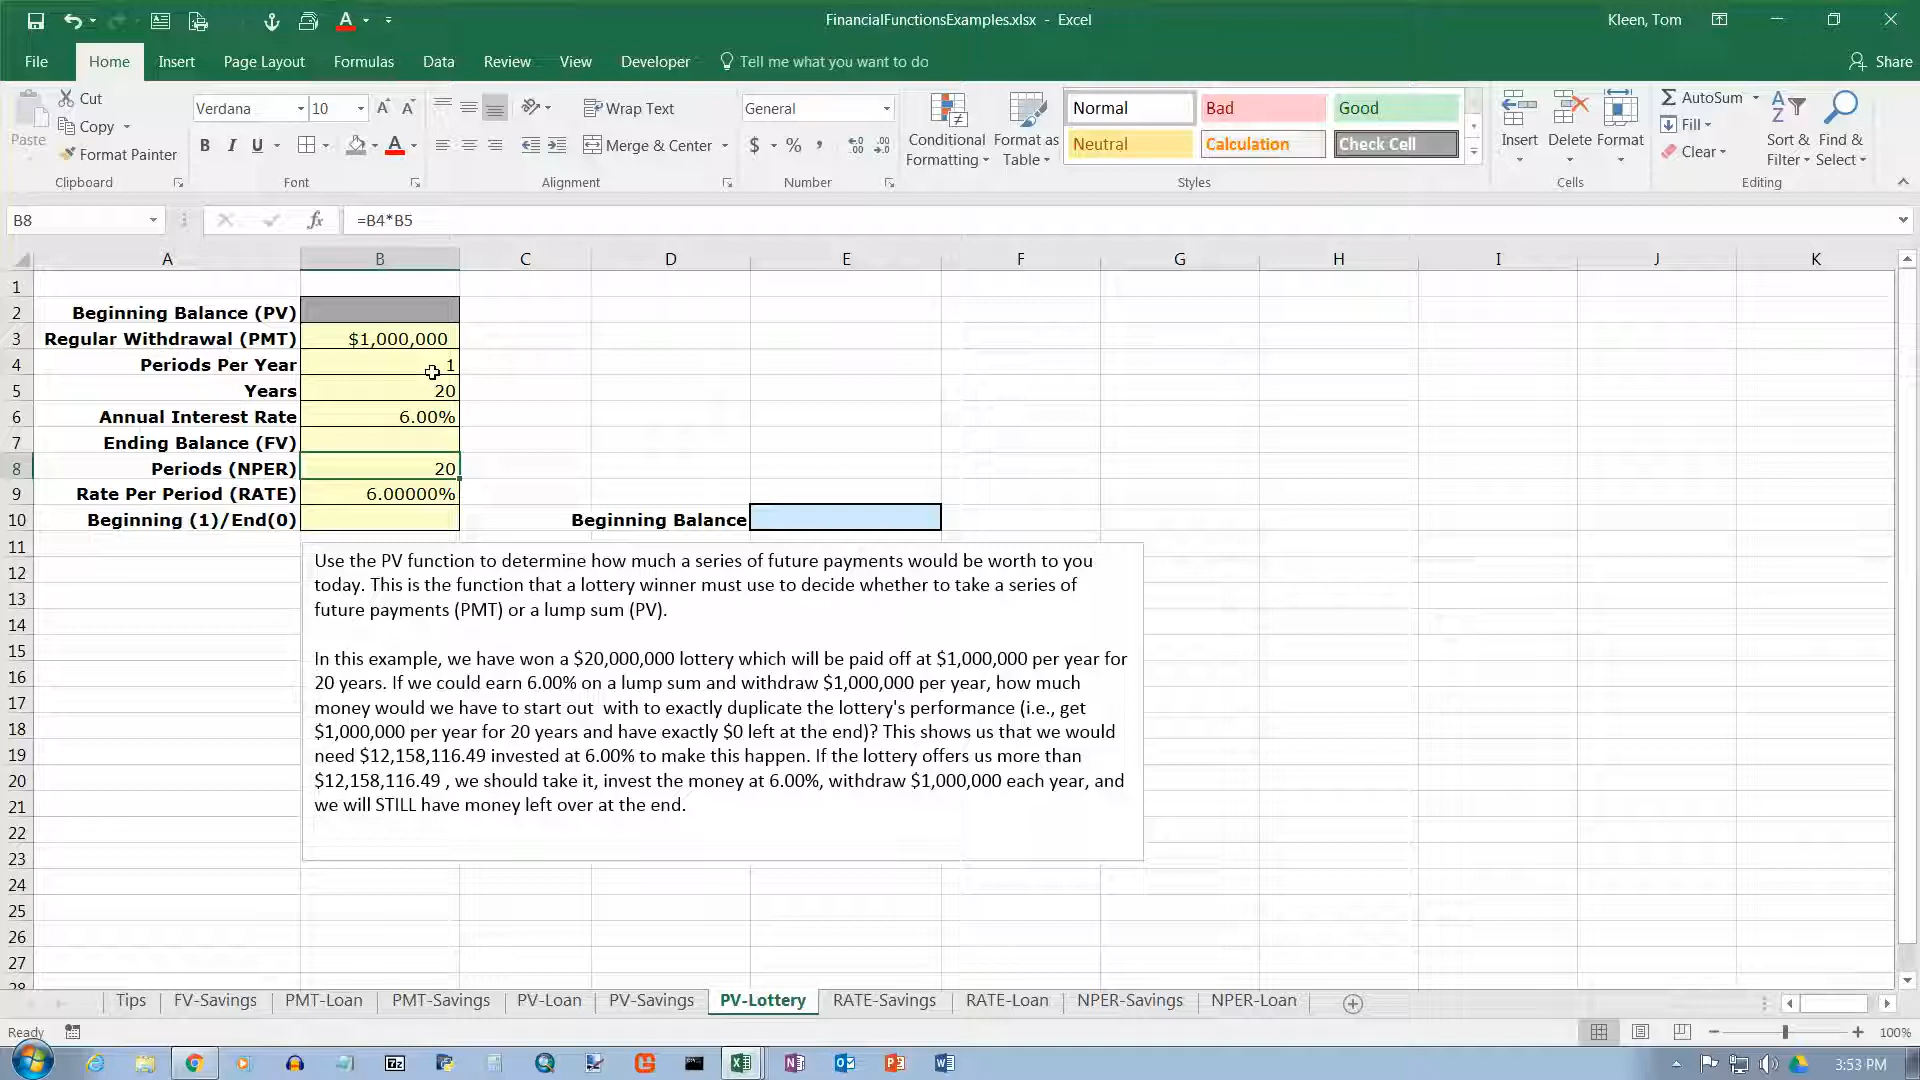 FinancialFunctionsExamples.xlsx - Excel
Kleen, Tom
File Home Insert Page Layout Formulas Data Review View Developer Tell me what you want to do Share
Paste
Cut
Copy
Format Painter
Clipboard
Verdana 10
B I U A
Font
Wrap Text
Merge & Center
Alignment
General
$ % ,
Number
Conditional Formatting
Format as Table
Normal Bad Good
Neutral Calculation Check Cell
Styles
Insert Delete Format
Cells
AutoSum
Fill
Clear
Sort & Filter
Find & Select
Editing
B8 fx =B4*B5
A B C D E F G H I J K
1
2 Beginning Balance (PV)
3 Regular Withdrawal (PMT) $1,000,000
4 Periods Per Year 1
5 Years 20
6 Annual Interest Rate 6.00%
7 Ending Balance (FV)
8 Periods (NPER) 20
9 Rate Per Period (RATE) 6.00000%
10 Beginning (1)/End(0) Beginning Balance
11
12
13
14
15
16
17
18
19
20
21
22
23
24
25
26
27
28
Use the PV function to determine how much a series of future payments would be worth to you
today. This is the function that a lottery winner must use to decide whether to take a series of
future payments (PMT) or a lump sum (PV).
In this example, we have won a $20,000,000 lottery which will be paid off at $1,000,000 per year for
20 years. If we could earn 6.00% on a lump sum and withdraw $1,000,000 per year, how much
money would we have to start out with to exactly duplicate the lottery's performance (i.e., get
$1,000,000 per year for 20 years and have exactly $0 left at the end)? This shows us that we would
need $12,158,116.49 invested at 6.00% to make this happen. If the lottery offers us more than
$12,158,116.49 , we should take it, invest the money at 6.00%, withdraw $1,000,000 each year, and
we will STILL have money left over at the end.
Tips FV-Savings PMT-Loan PMT-Savings PV-Loan PV-Savings PV-Lottery RATE-Savings RATE-Loan NPER-Savings NPER-Loan
Ready
100%
3:53 PM